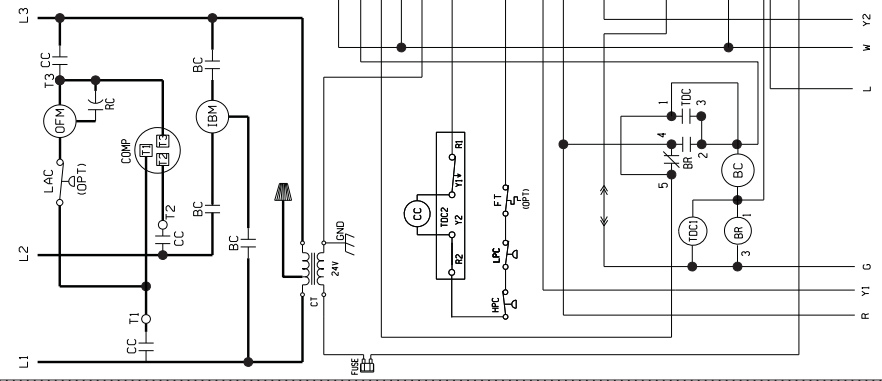 L3
CC
T3
OFM
RC
LAC
(OPT)
COMP
T1
T3
T2
T2
CC
BC
IBM
BC
BC
L2
T1
CC
L1
GND
24V
CT
FUSE
CC
R1
Y1
TDC2
Y2
R2
FT
(OPT)
LPC
HPC
1
TDC
3
4
BR
2
5
BC
TDC1
BR
1
3
Y2
W
L
G
Y1
R